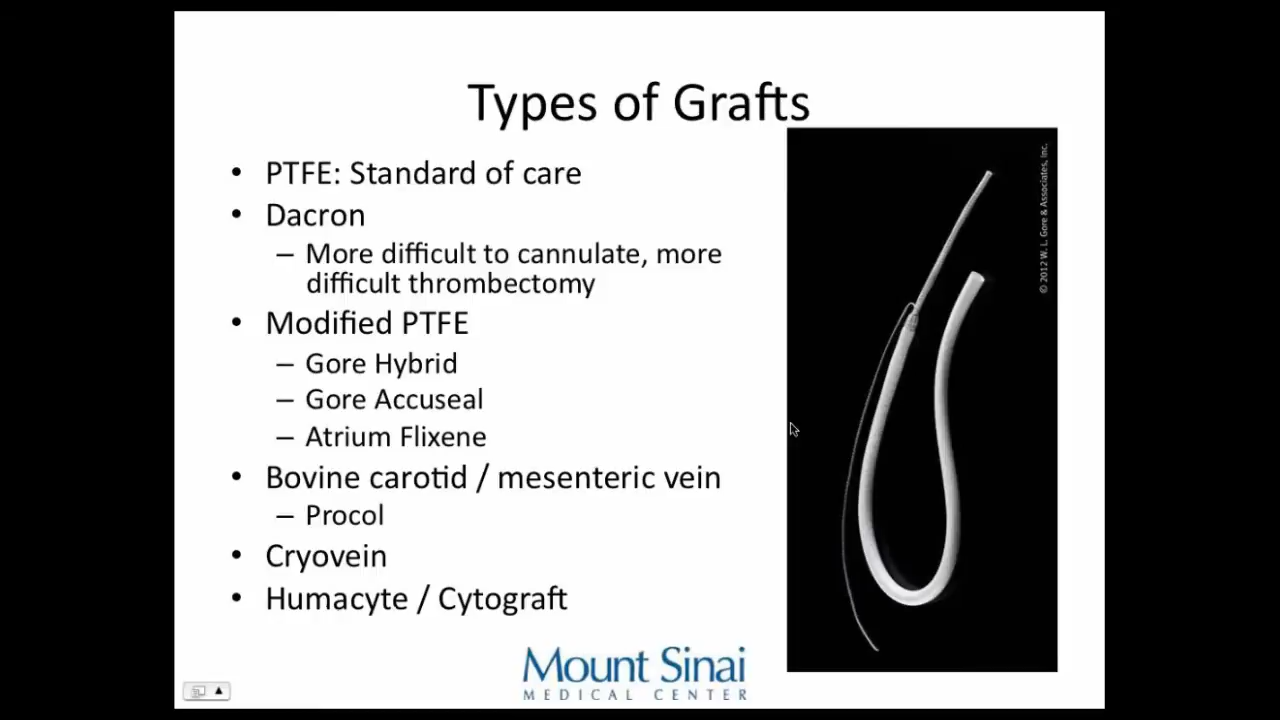 Types of Grafts
• PTFE: Standard of care
• Dacron
– More difficult to cannulate, more
difficult thrombectomy
• Modified PTFE
– Gore Hybrid
– Gore Accuseal
– Atrium Flixene
• Bovine carotid / mesenteric vein
– Procol
• Cryovein
• Humacyte / Cytograft
© 2012 W. L. Gore & Associates, Inc.
Mount Sinai
MEDICAL CENTER